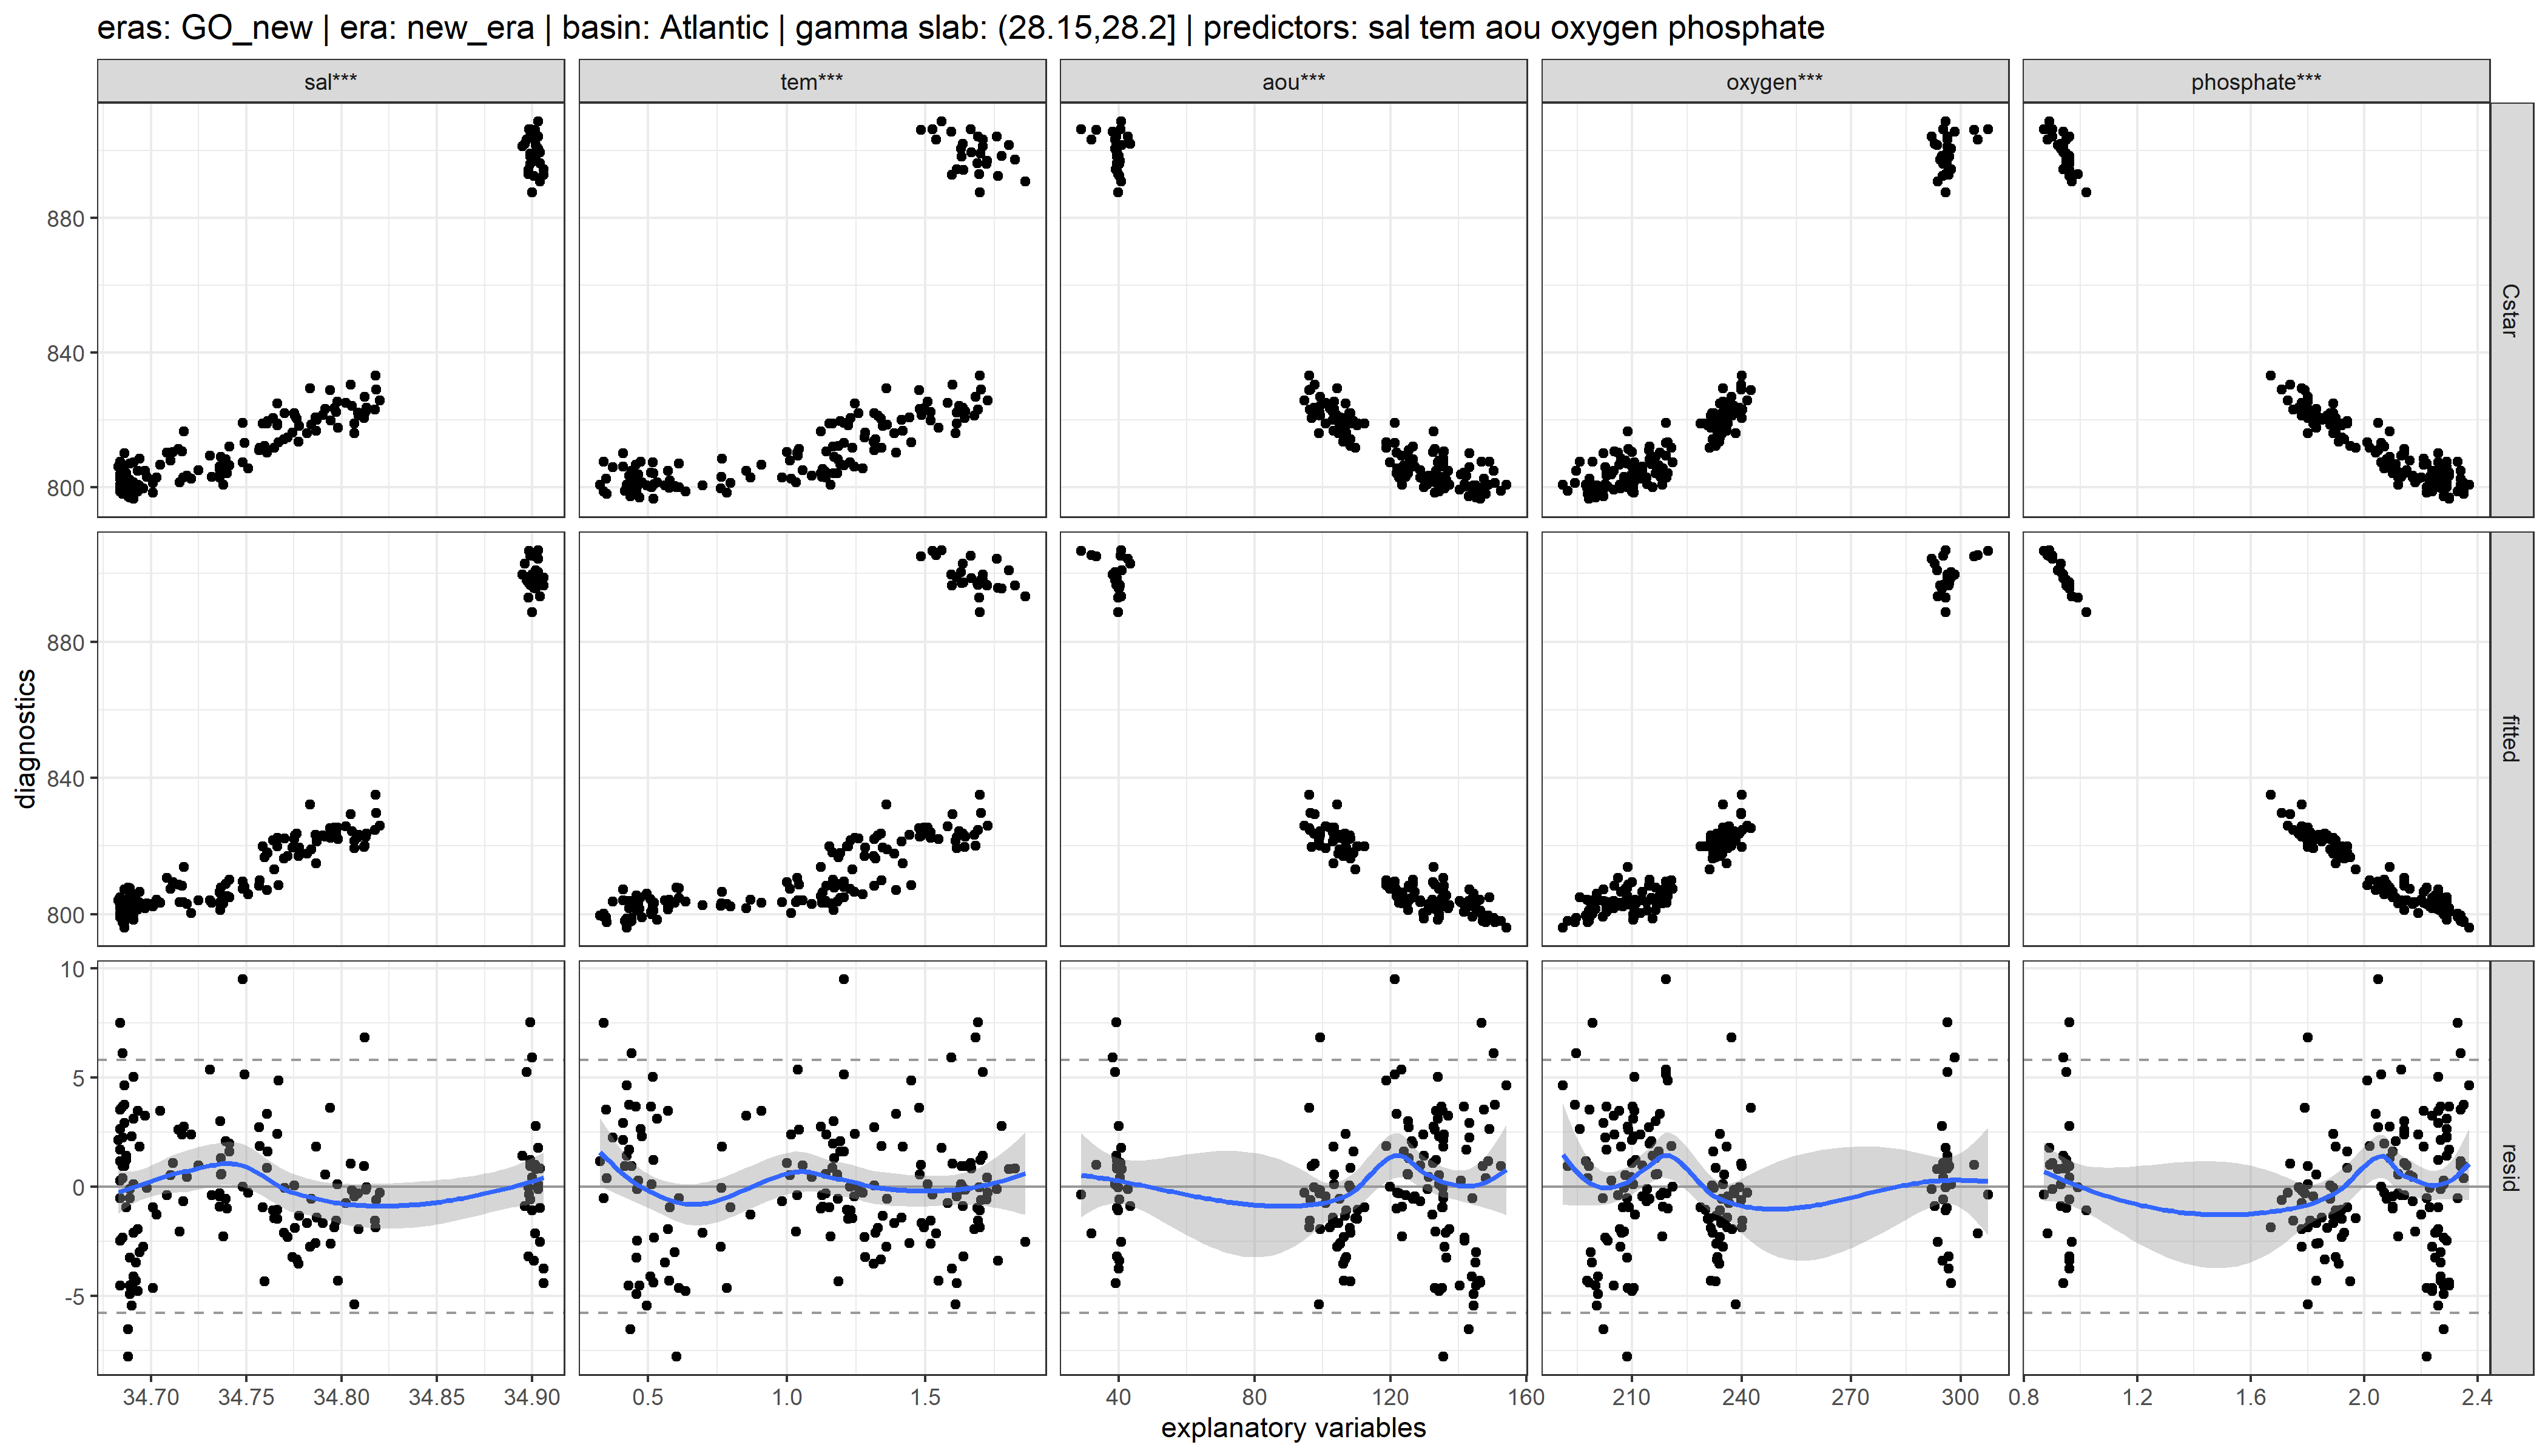 eras: GO_new | era: new_era | basin: Atlantic | gamma slab: (28.15,28.2] | predictors: sal tem aou oxygen phosphate
sal***
tem***
aou***
oxygen***
phosphate***
880
840
800
Cstar
880
840
800
fitted
10
5
0
-5
resid
diagnostics
34.70 34.75 34.80 34.85 34.90
0.5 1.0 1.5
40 80 120 160
210 240 270 300
0.8 1.2 1.6 2.0 2.4
explanatory variables